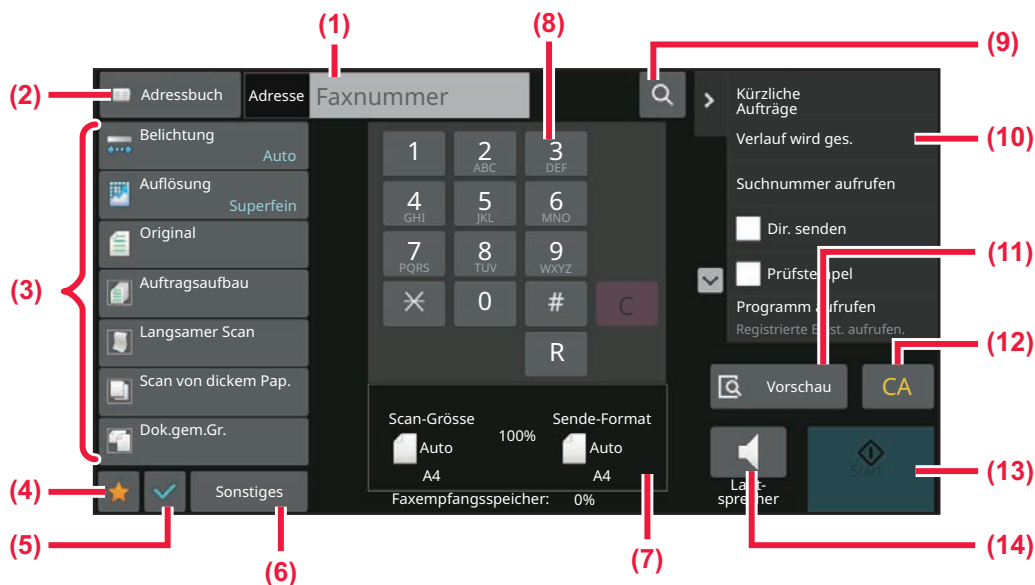 (1)
(8)
(9)
(2)
Adressbuch
Adresse
Faxnummer
Kürzliche
Aufträge
(10)
Verlauf wird ges.
Suchnummer aufrufen
Dir. senden
Prüfstempel
(11)
Programm aufrufen
Registrierte Einst. aufrufen.
(12)
(3)
Belichtung
Auto
Auflösung
Superfein
Original
Auftragsaufbau
Langsamer Scan
Scan von dickem Pap.
Dok.gem.Gr.
1 2 3
ABC DEF
4 5 6
GHI JKL MNO
7 8 9
PQRS TUV WXYZ
0 # C
R
Vorschau
CA
Scan-Grösse
Sende-Format
Auto
100%
Auto
A4
A4
Faxempfangsspeicher: 0%
Laut-
sprecher
Start
(13)
(4)
Sonstiges
(5)
(6)
(7)
(14)